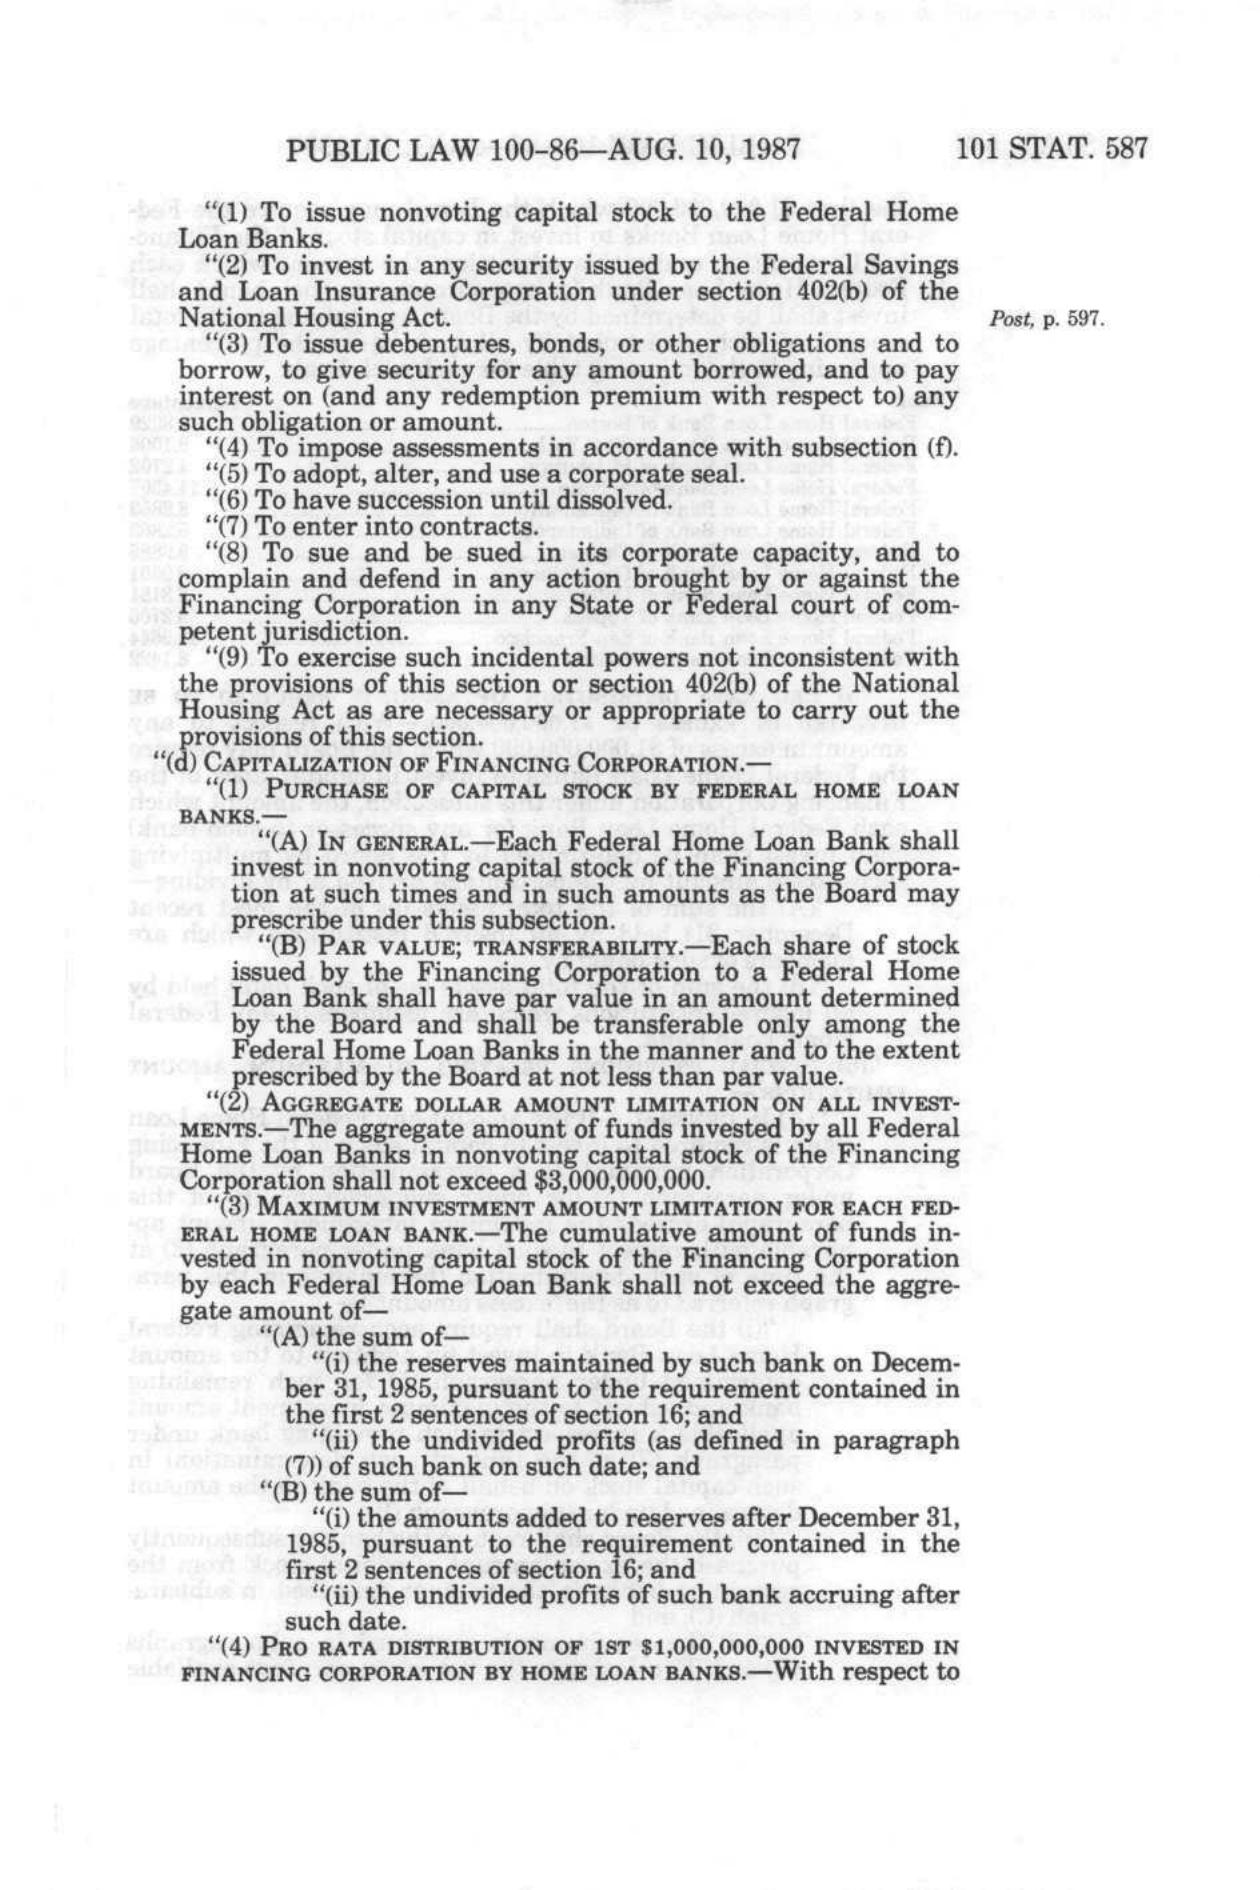 PUBLIC LAW 100-86—AUG. 10, 1987 101 STAT. 587
“(1) To issue nonvoting capital stock to the Federal Home
Loan Banks.
“(2) To invest in any security issued by the Federal Savings
and Loan Insurance Corporation under section 402(b) of the
National Housing Act.
Post, p. 597.
“(3) To issue debentures, bonds, or other obligations and to
borrow, to give security for any amount borrowed, and to pay
interest on (and any redemption premium with respect to) any
such obligation or amount.
“(4) To impose assessments in accordance with subsection (f).
“(5) To adopt, alter, and use a corporate seal.
“(6) To have succession until dissolved.
“(7) To enter into contracts.
“(8) To sue and be sued in its corporate capacity, and to
complain and defend in any action brought by or against the
Financing Corporation in any State or Federal court of com-
petent jurisdiction.
“(9) To exercise such incidental powers not inconsistent with
the provisions of this section or section 402(b) of the National
Housing Act as are necessary or appropriate to carry out the
provisions of this section.
“(d) CAPITALIZATION OF FINANCING CORPORATION.—
“(1) PURCHASE OF CAPITAL STOCK BY FEDERAL HOME LOAN
BANKS.—
“(A) IN GENERAL.—Each Federal Home Loan Bank shall
invest in nonvoting capital stock of the Financing Corpora-
tion at such times and in such amounts as the Board may
prescribe under this subsection.
“(B) PAR VALUE; TRANSFERABILITY.—Each share of stock
issued by the Financing Corporation to a Federal Home
Loan Bank shall have par value in an amount determined
by the Board and shall be transferable only among the
Federal Home Loan Banks in the manner and to the extent
prescribed by the Board at not less than par value.
“(2) AGGREGATE DOLLAR AMOUNT LIMITATION ON ALL INVEST-
MENTS.—The aggregate amount of funds invested by all Federal
Home Loan Banks in nonvoting capital stock of the Financing
Corporation shall not exceed $3,000,000,000.
“(3) MAXIMUM INVESTMENT AMOUNT LIMITATION FOR EACH FED-
ERAL HOME LOAN BANK.—The cumulative amount of funds in-
vested in nonvoting capital stock of the Financing Corporation
by each Federal Home Loan Bank shall not exceed the aggre-
gate amount of—
“(A) the sum of—
“(i) the reserves maintained by such bank on Decem-
ber 31, 1985, pursuant to the requirement contained in
the first 2 sentences of section 16; and
“(ii) the undivided profits (as defined in paragraph
(7)) of such bank on such date; and
“(B) the sum of—
“(i) the amounts added to reserves after December 31,
1985, pursuant to the requirement contained in the
first 2 sentences of section 16; and
“(ii) the undivided profits of such bank accruing after
such date.
“(4) PRO RATA DISTRIBUTION OF 1ST $1,000,000,000 INVESTED IN
FINANCING CORPORATION BY HOME LOAN BANKS.—With respect to